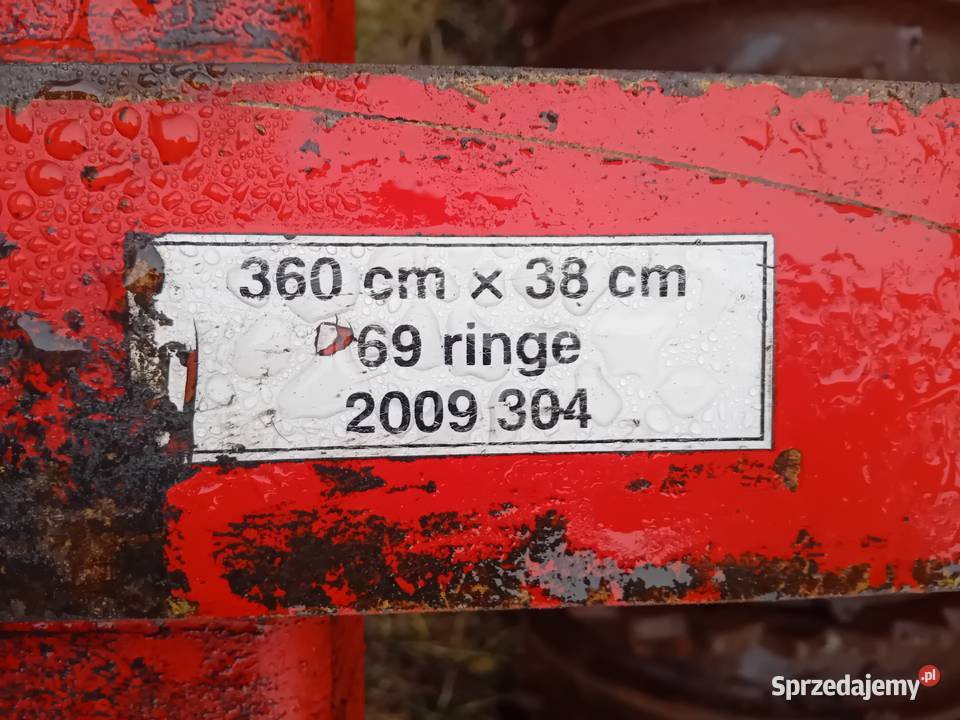 360 cm x 38 cm
69 ringe
2009 304
Sprzedajemy.pl